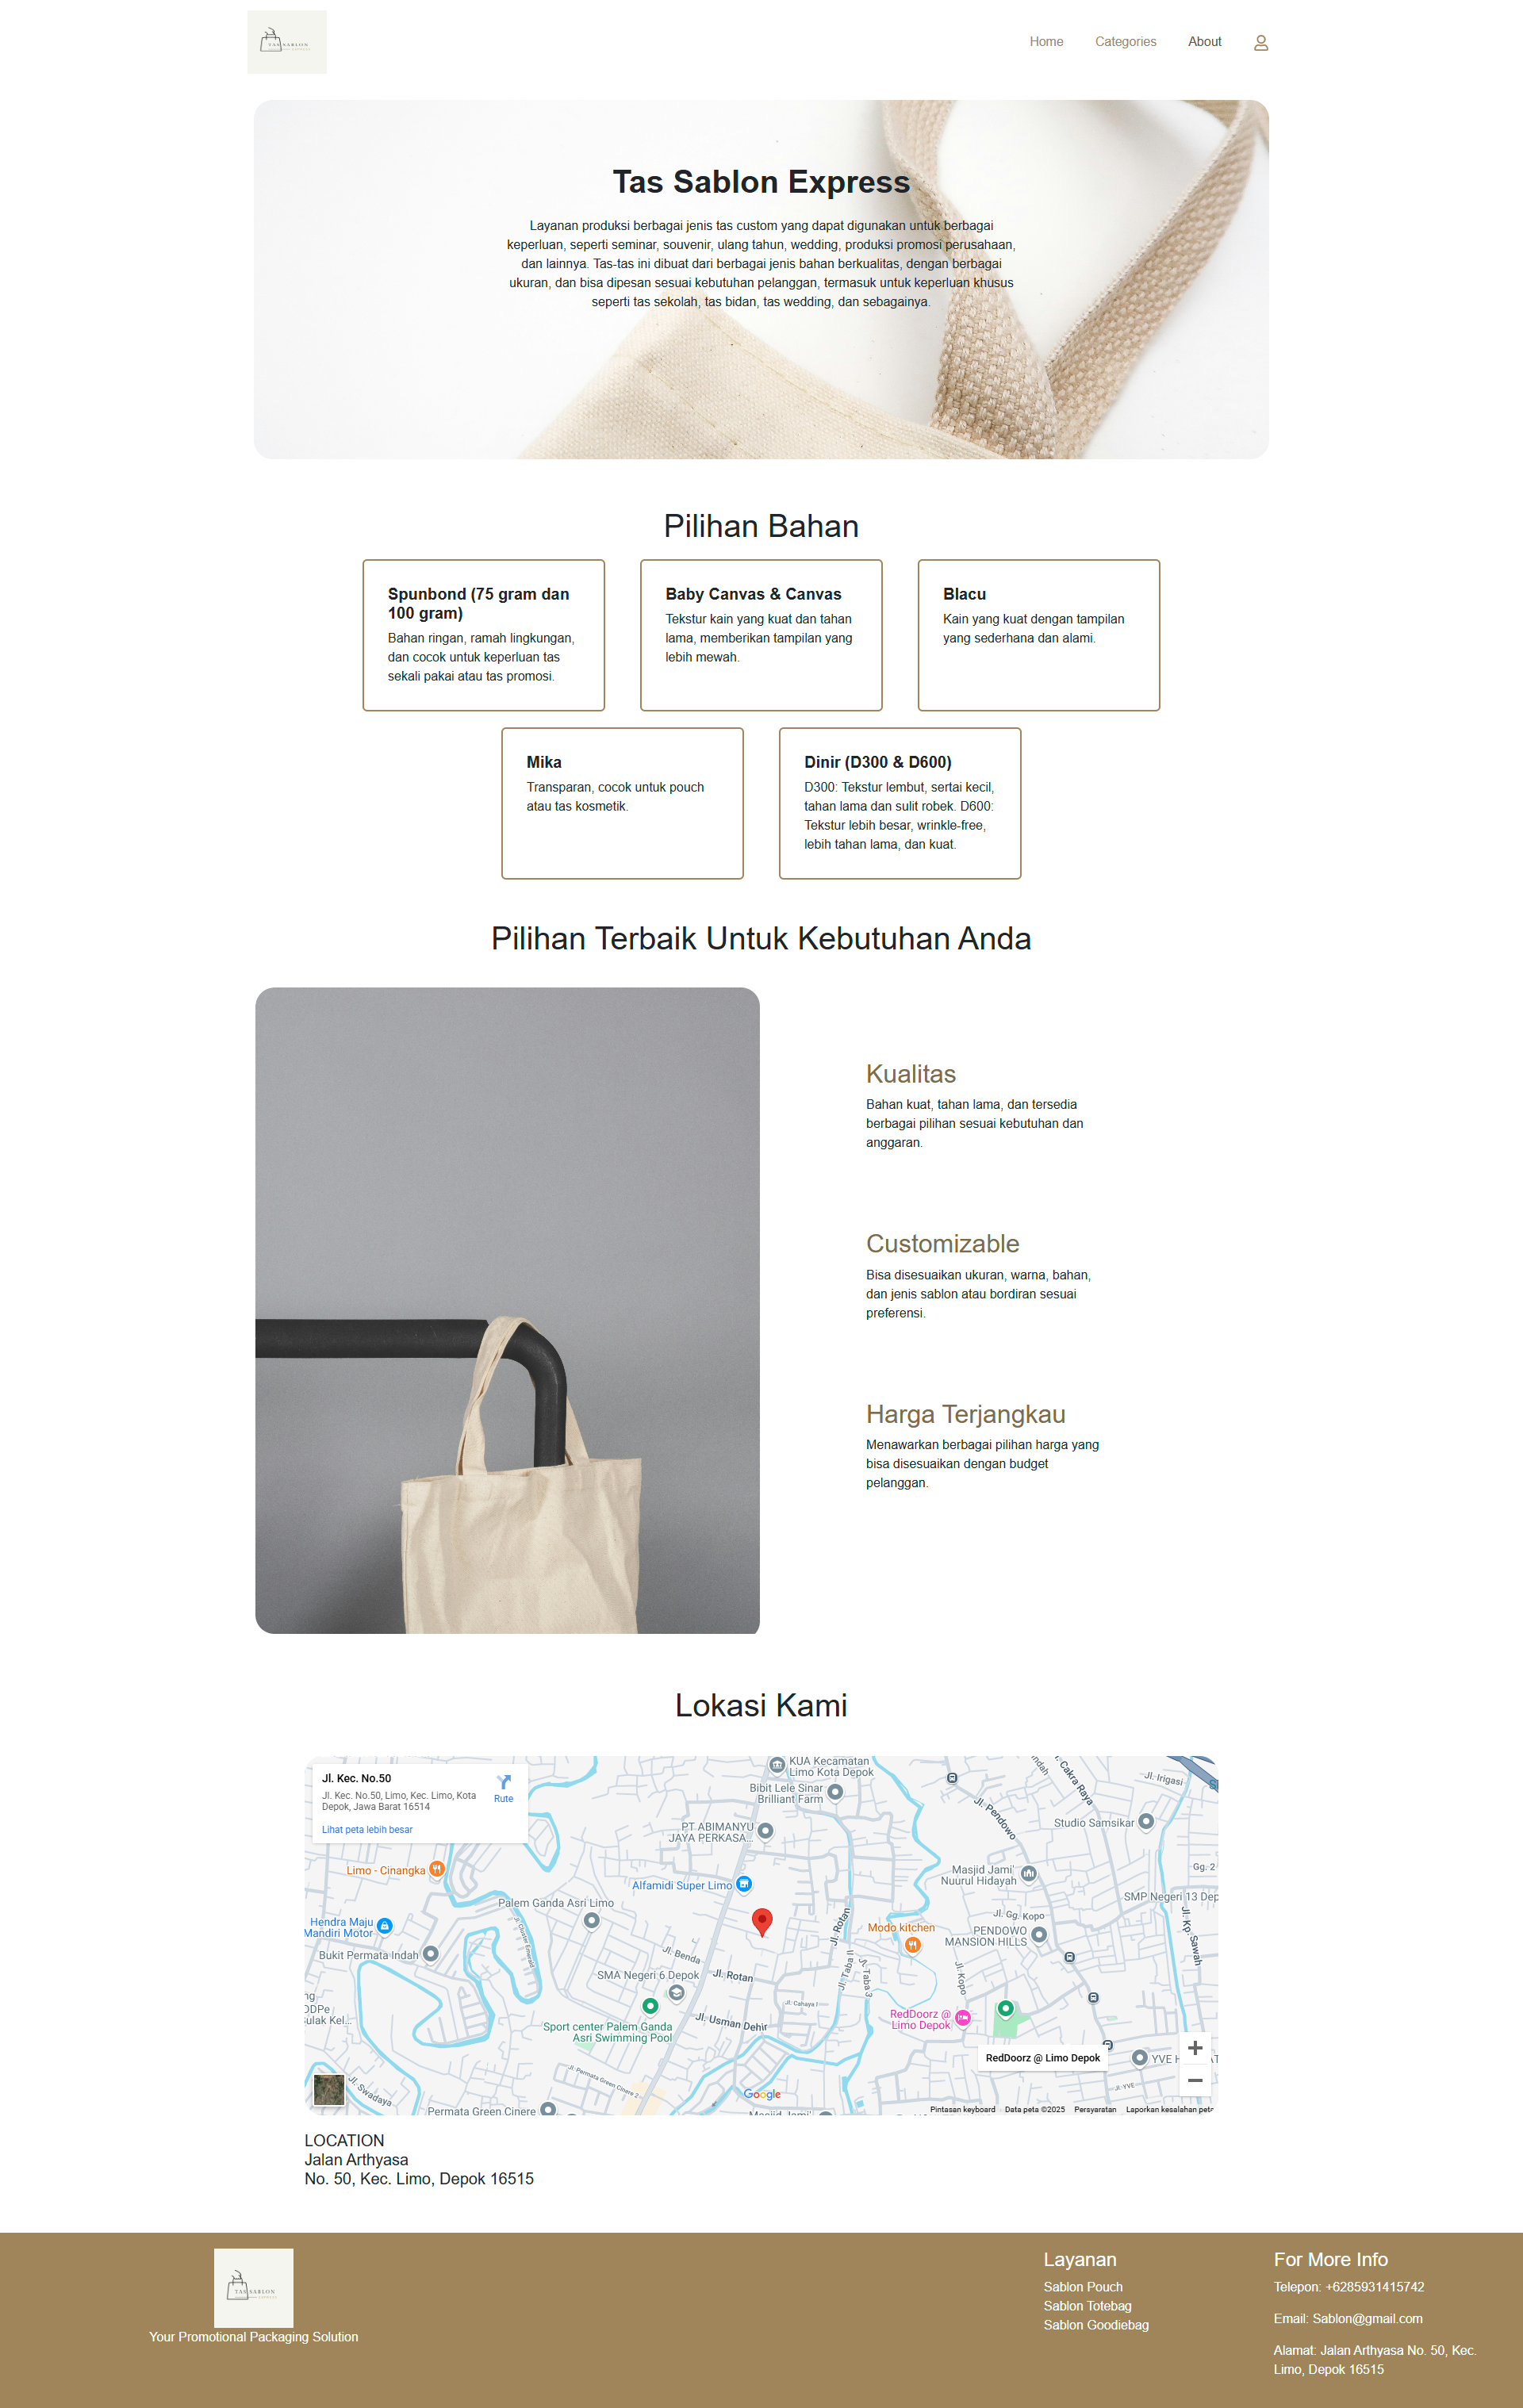 TAS SABLON
Home
Categories
About
Tas Sablon Express
Layanan produksi berbagai jenis tas custom yang dapat digunakan untuk berbagai
keperluan, seperti seminar, souvenir, ulang tahun, wedding, produksi promosi perusahaan,
dan lainnya. Tas-tas ini dibuat dari berbagai jenis bahan berkualitas, dengan berbagai
ukuran, dan bisa dipesan sesuai kebutuhan pelanggan, termasuk untuk keperluan khusus
seperti tas sekolah, tas bidan, tas wedding, dan sebagainya.
Pilihan Bahan
Spunbond (75 gram dan
100 gram)
Bahan ringan, ramah lingkungan,
dan cocok untuk keperluan tas
sekali pakai atau tas promosi.
Baby Canvas & Canvas
Tekstur kain yang kuat dan tahan
lama, memberikan tampilan yang
lebih mewah.
Blacu
Kain yang kuat dengan tampilan
yang sederhana dan alami.
Mika
Transparan, cocok untuk pouch
atau tas kosmetik.
Dinir (D300 & D600)
D300: Tekstur lembut, sertai kecil,
tahan lama dan sulit robek. D600:
Tekstur lebih besar, wrinkle-free,
lebih tahan lama, dan kuat.
Pilihan Terbaik Untuk Kebutuhan Anda
Kualitas
Bahan kuat, tahan lama, dan tersedia
berbagai pilihan sesuai kebutuhan dan
anggaran.
Customizable
Bisa disesuaikan ukuran, warna, bahan,
dan jenis sablon atau bordiran sesuai
preferensi.
Harga Terjangkau
Menawarkan berbagai pilihan harga yang
bisa disesuaikan dengan budget
pelanggan.
Lokasi Kami
Jl. Kec. No.50
Jl. Kec. No.50, Limo, Kec. Limo, Kota
Depok, Jawa Barat 16514
Rute
Lihat peta lebih besar
KUA Kecamatan
Limo Kota Depok
Bibit Lele Sinar
Brilliant Farm
Jl. Cakra Raya
Jl. Irigasi
Jl. Pendowo
Studio Samsikar
PT. ABIMANYU
JAYA PERKASA...
Limo - Cinangka
Alfamidi Super Limo
Masjid Jami'
Nuurul Hidayah
Gg. 2
SMP Negeri 13 Dep
Palem Ganda Asri Limo
Jl. Cluster Emerald
Hendra Maju
Mandiri Motor
Bukit Permata Indah
Jl. Rotan
Modo kitchen
Jl. Gg. Kopo
PENDOWO
MANSION HILLS
Jl. Kp. Sawah
Jl. Benda
SMA Negeri 6 Depok
Jl. Rotan
Jl. Taba II
Jl. Taba 3
Jl. Kopo
Jl. Cahaya I
ulak Kel...
Sport center Palem Ganda
Asri Swimming Pool
Jl. Usman Dehir
RedDoorz @
Limo Depok
RedDoorz @ Limo Depok
Jl. YVE
Jl. Swadaya
Jl. Permata Green Cinere 2
Permata Green Cinere
Google
Masjid Jami'
Pintasan keyboard
Data peta ©2025
Persyaratan
Laporkan kesalahan peta
LOCATION
Jalan Arthyasa
No. 50, Kec. Limo, Depok 16515
TAS SABLON
Your Promotional Packaging Solution
Layanan
Sablon Pouch
Sablon Totebag
Sablon Goodiebag
For More Info
Telepon: +6285931415742
Email: Sablon@gmail.com
Alamat: Jalan Arthyasa No. 50, Kec.
Limo, Depok 16515